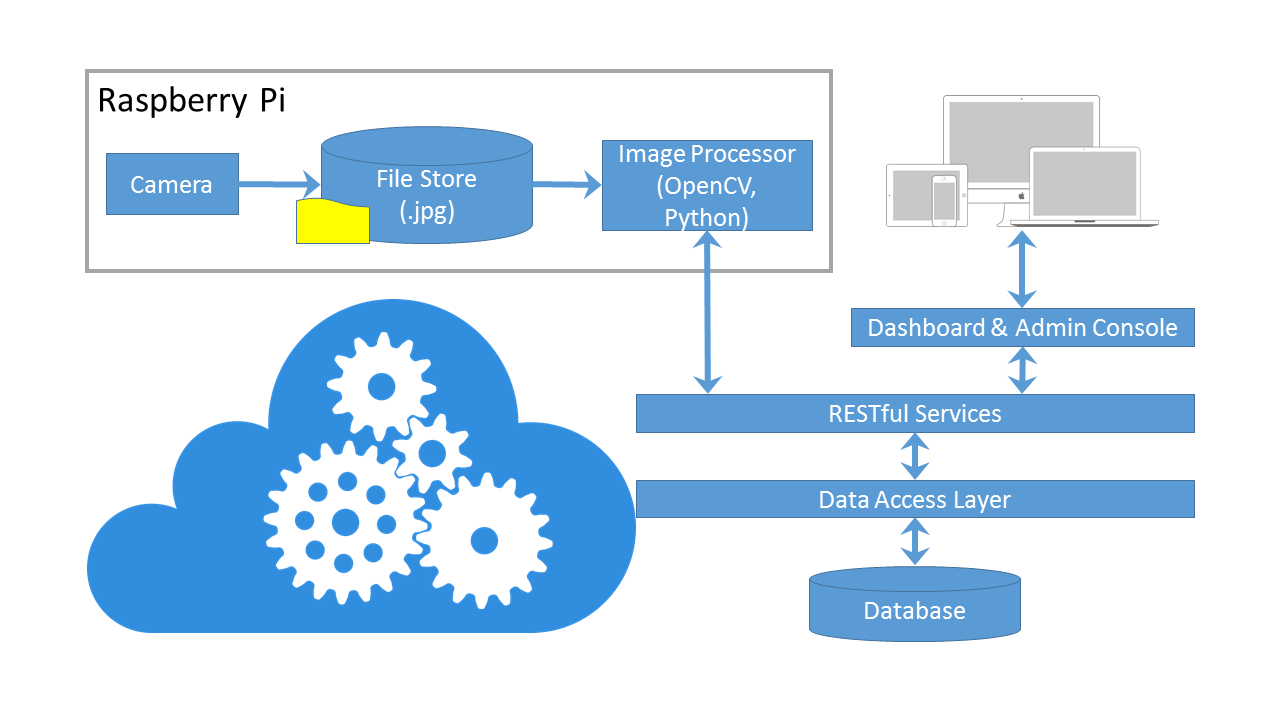 Raspberry Pi
Camera
File Store
(.jpg)
Image Processor
(OpenCV,
Python)
Dashboard & Admin Console
RESTful Services
Data Access Layer
Database